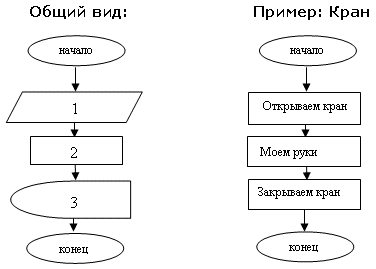 Общий вид:
начало
1
2
3
конец
Пример: Кран
начало
Открываем кран
Моем руки
Закрываем кран
конец